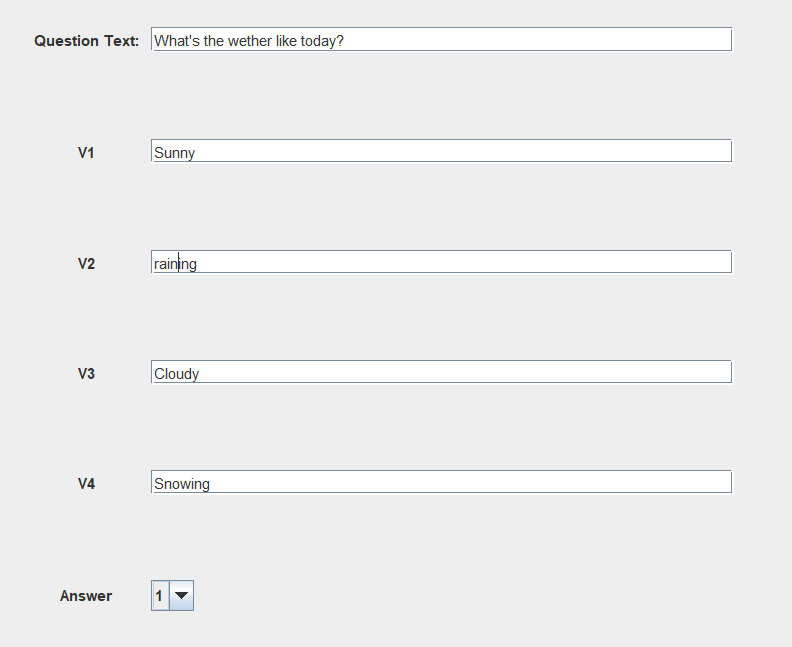 Question Text: What's the wether like today?
V1 Sunny
V2 raining
V3 Cloudy
V4 Snowing
Answer 1